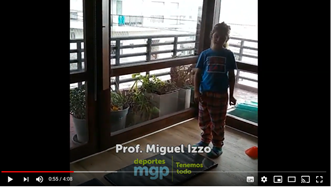 Prof. Miguel Izzo
deportes
mgp
Tenemos
todo
0:55 / 4:08